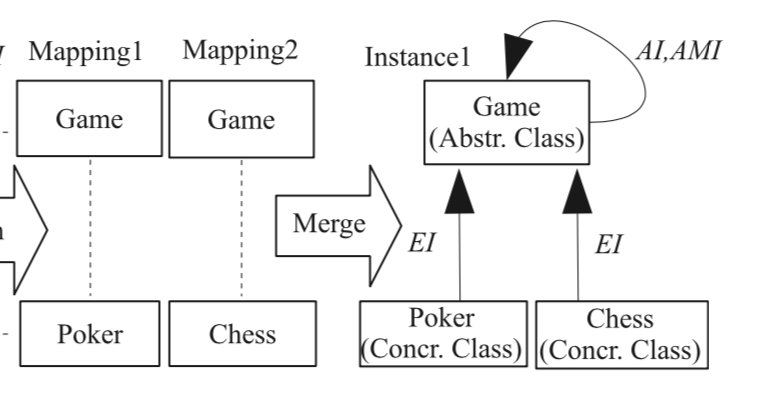 Mapping1
Mapping2
Instance1
AI,AMI
Game
Game
Game
(Abstr. Class)
Merge
EI
EI
Poker
Chess
Poker
(Concr. Class)
Chess
(Concr. Class)